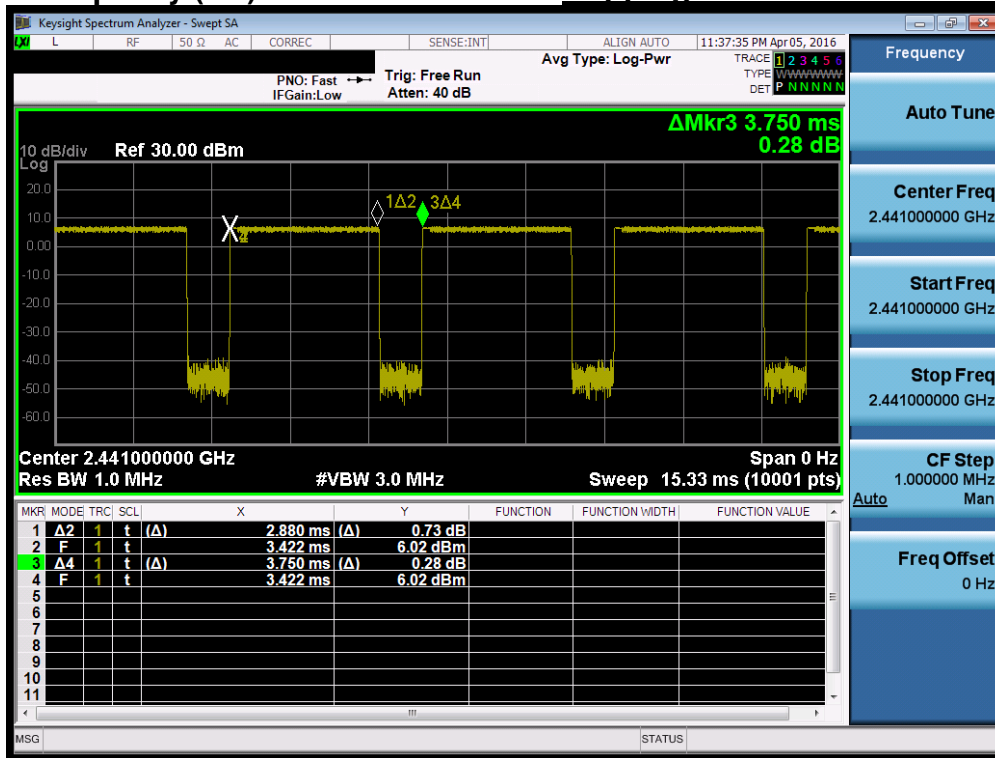 Keysight Spectrum Analyzer - Swept SA
LXI L RF 50 Ω AC CORREC SENSE:INT ALIGN AUTO 11:37:35 PM Apr 05, 2016
Frequency
Avg Type: Log-Pwr TRACE 1 2 3 4 5 6
PNO: Fast Trig: Free Run TYPE WWWWWW
IFGain:Low Atten: 40 dB DET P N N N N N
Auto Tune
ΔMkr3 3.750 ms
10 dB/div Ref 30.00 dBm 0.28 dB
Log
20.0
10.0
0.00
-10.0
-20.0
-30.0
-40.0
-50.0
-60.0
1Δ2 3Δ4
X 4
Center 2.441000000 GHz Span 0 Hz
Res BW 1.0 MHz #VBW 3.0 MHz Sweep 15.33 ms (10001 pts)
MKR MODE TRC SCL X Y FUNCTION FUNCTION WIDTH FUNCTION VALUE
1 Δ2 1 t (Δ) 2.880 ms (Δ) 0.73 dB
2 F 1 t 3.422 ms 6.02 dBm
3 Δ4 1 t (Δ) 3.750 ms (Δ) 0.28 dB
4 F 1 t 3.422 ms 6.02 dBm
5
6
7
8
9
10
11
Center Freq
2.441000000 GHz
Start Freq
2.441000000 GHz
Stop Freq
2.441000000 GHz
CF Step
1.000000 MHz
Auto Man
Freq Offset
0 Hz
MSG STATUS